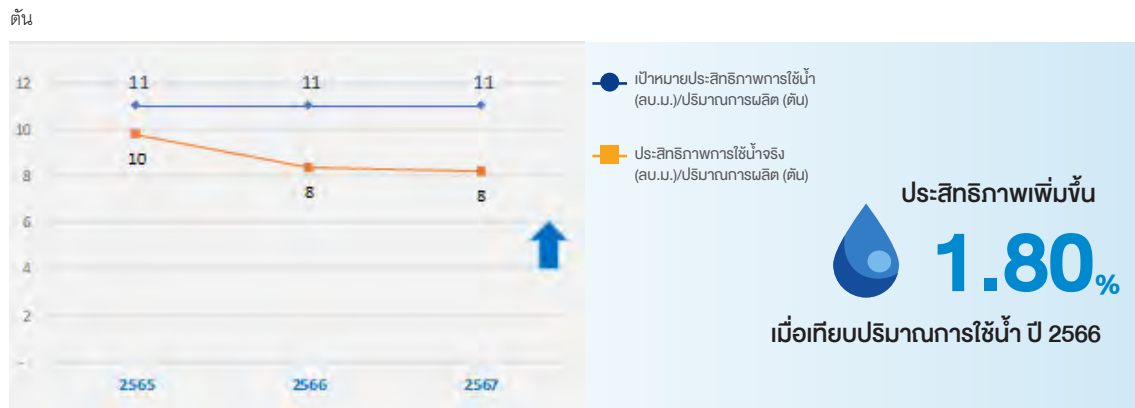 ตัน
12
10
8
6
4
2
-
11 11 11
10 8 8
2565 2566 2567
เป้าหมายประสิทธิภาพการใช้น้ำ
(ลบ.ม.)/ปริมาณการผลิต (ตัน)
ประสิทธิภาพการใช้น้ำจริง
(ลบ.ม.)/ปริมาณการผลิต (ตัน)
ประสิทธิภาพเพิ่มขึ้น
1.80%
เมื่อเทียบปริมาณการใช้น้ำ ปี 2566